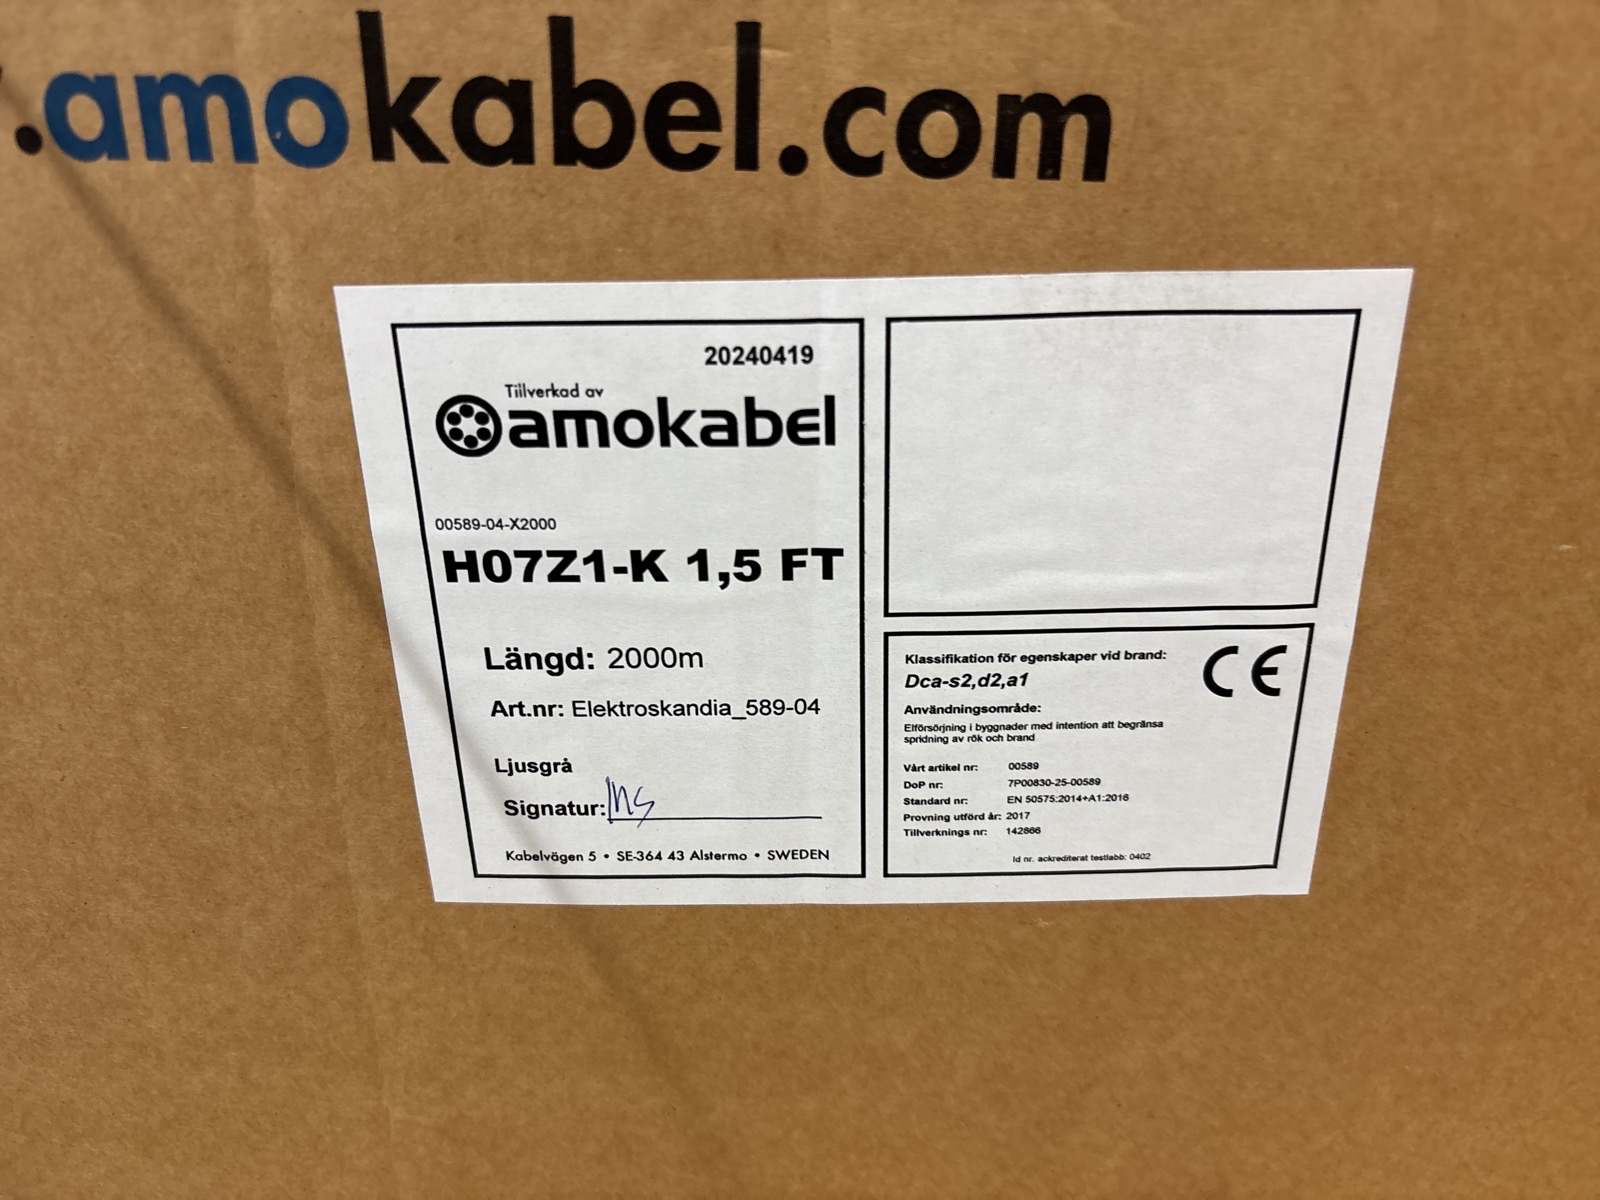 .amokabel.com
20240419
Tillverkad av
amokabel
00589-04-X2000
H07Z1-K 1,5 FT
Längd: 2000m
Art.nr: Elektroskandia_589-04
Ljusgrå
Signatur:
Kabelvägen 5 • SE-364 43 Alstermo • SWEDEN
Klassifikation för egenskaper vid brand:
Dca-s2,d2,a1
CE
Användningsområde:
Elförsörjning i byggnader med intention att begränsa
spridning av rök och brand
Vårt artikel nr: 00589
DoP nr: 7P00830-25-00589
Standard nr: EN 50575:2014+A1:2016
Provning utförd år: 2017
Tillverknings nr: 142866
Id nr. ackrediterat testlabb: 0402